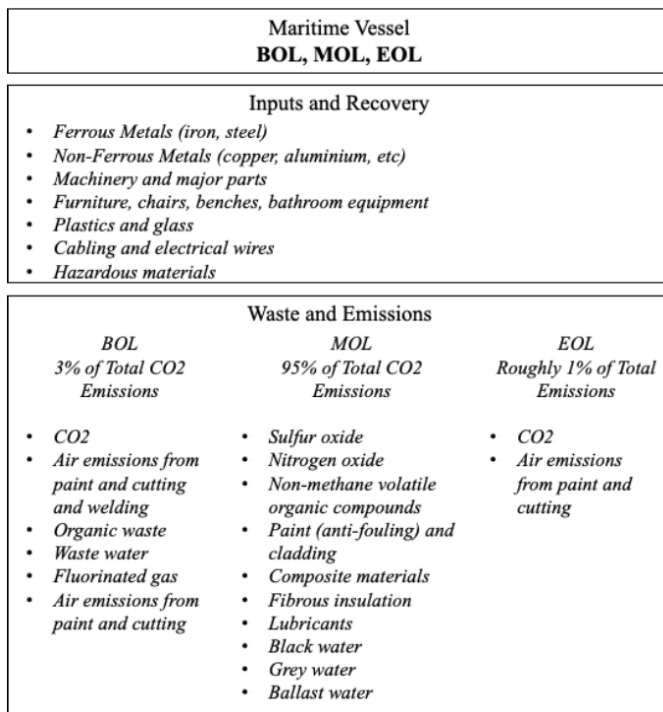 Maritime Vessel
BOL, MOL, EOL
Inputs and Recovery
• Ferrous Metals (iron, steel)
• Non-Ferrous Metals (copper, aluminium, etc)
• Machinery and major parts
• Furniture, chairs, benches, bathroom equipment
• Plastics and glass
• Cabling and electrical wires
• Hazardous materials
Waste and Emissions
BOL
3% of Total CO2
Emissions
• CO2
• Air emissions from
paint and cutting
and welding
• Organic waste
• Waste water
• Fluorinated gas
• Air emissions from
paint and cutting
MOL
95% of Total CO2
Emissions
• Sulfur oxide
• Nitrogen oxide
• Non-methane volatile
organic compounds
• Paint (anti-fouling) and
cladding
• Composite materials
• Fibrous insulation
• Lubricants
• Black water
• Grey water
• Ballast water
EOL
Roughly 1% of Total
Emissions
• CO2
• Air emissions
from paint and
cutting